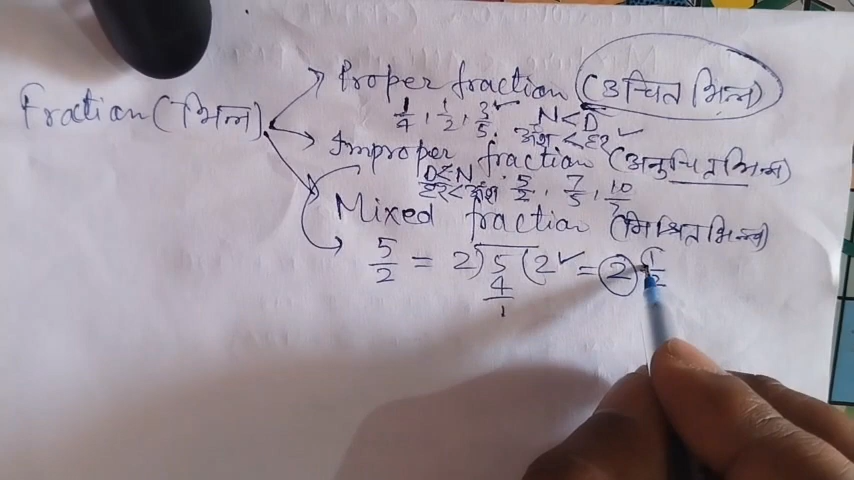 Fraction (भिन्न)
Proper fraction (उचित भिन्न)
1/4, 1/2, 3/5 ✓ N<D
अंश < हर ✓
Improper fraction (अनुचित भिन्न)
D<N
हर<अंश 5/2, 7/5, 10/7
Mixed fraction (मिश्रित भिन्न)
5/2 = 2)5(2 ✓ = 2 1/2
4
1